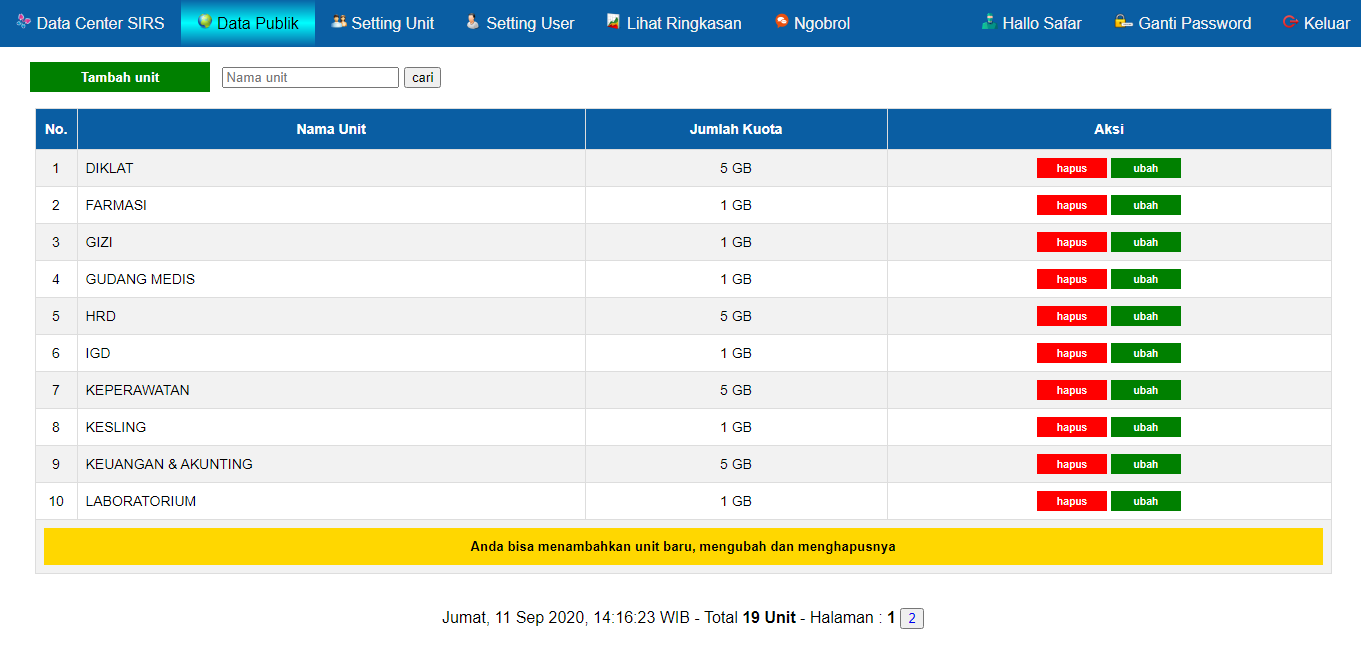 Data Center SIRS Data Publik Setting Unit Setting User Lihat Ringkasan Ngobrol Hallo Safar Ganti Password Keluar
Tambah unit Nama unit cari
No. Nama Unit Jumlah Kuota Aksi
1 DIKLAT 5 GB hapus ubah
2 FARMASI 1 GB hapus ubah
3 GIZI 1 GB hapus ubah
4 GUDANG MEDIS 1 GB hapus ubah
5 HRD 5 GB hapus ubah
6 IGD 1 GB hapus ubah
7 KEPERAWATAN 5 GB hapus ubah
8 KESLING 1 GB hapus ubah
9 KEUANGAN & AKUNTING 5 GB hapus ubah
10 LABORATORIUM 1 GB hapus ubah
Anda bisa menambahkan unit baru, mengubah dan menghapusnya
Jumat, 11 Sep 2020, 14:16:23 WIB - Total 19 Unit - Halaman : 1 2